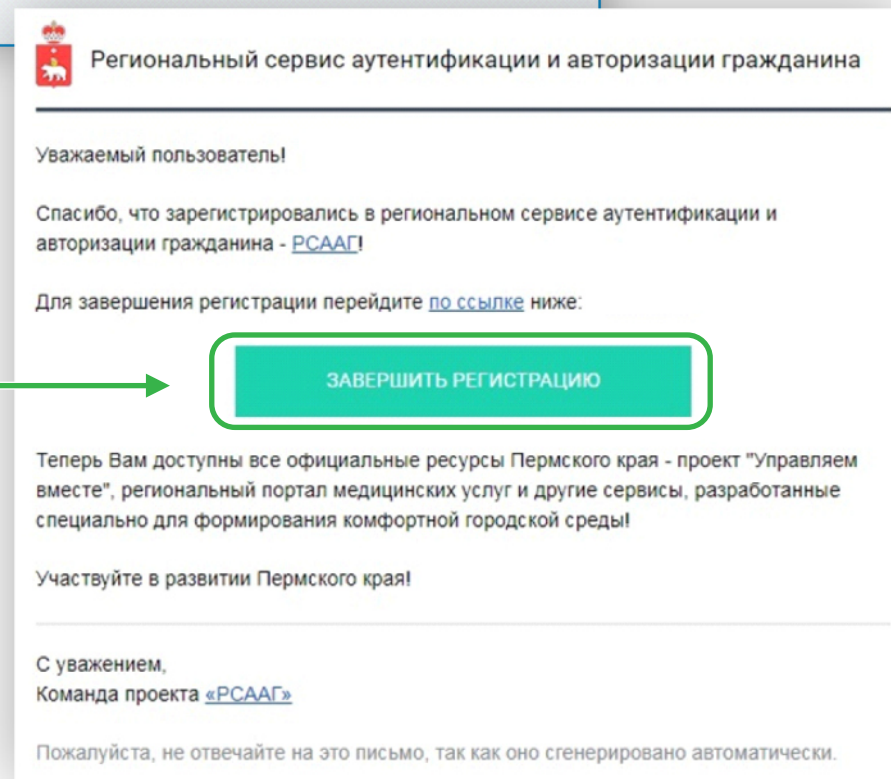 Региональный сервис аутентификации и авторизации гражданина
Уважаемый пользователь!
Спасибо, что зарегистрировались в региональном сервисе аутентификации и
авторизации гражданина - РСААГ!
Для завершения регистрации перейдите по ссылке ниже:
ЗАВЕРШИТЬ РЕГИСТРАЦИЮ
Теперь Вам доступны все официальные ресурсы Пермского края - проект "Управляем
вместе", региональный портал медицинских услуг и другие сервисы, разработанные
специально для формирования комфортной городской среды!
Участвуйте в развитии Пермского края!
С уважением,
Команда проекта «РСААГ»
Пожалуйста, не отвечайте на это письмо, так как оно сгенерировано автоматически.